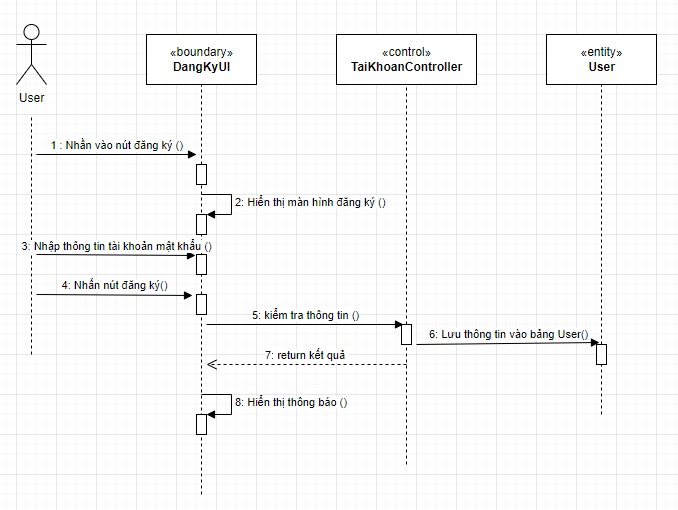 «boundary»
DangKyUI
«control»
TaiKhoanController
«entity»
User
User
1 : Nhấn vào nút đăng ký ()
2: Hiển thị màn hình đăng ký ()
3: Nhập thông tin tài khoản mật khẩu ()
4: Nhấn nút đăng ký()
5: kiểm tra thông tin ()
6: Lưu thông tin vào bảng User()
7: return kết quả
8: Hiển thị thông báo ()